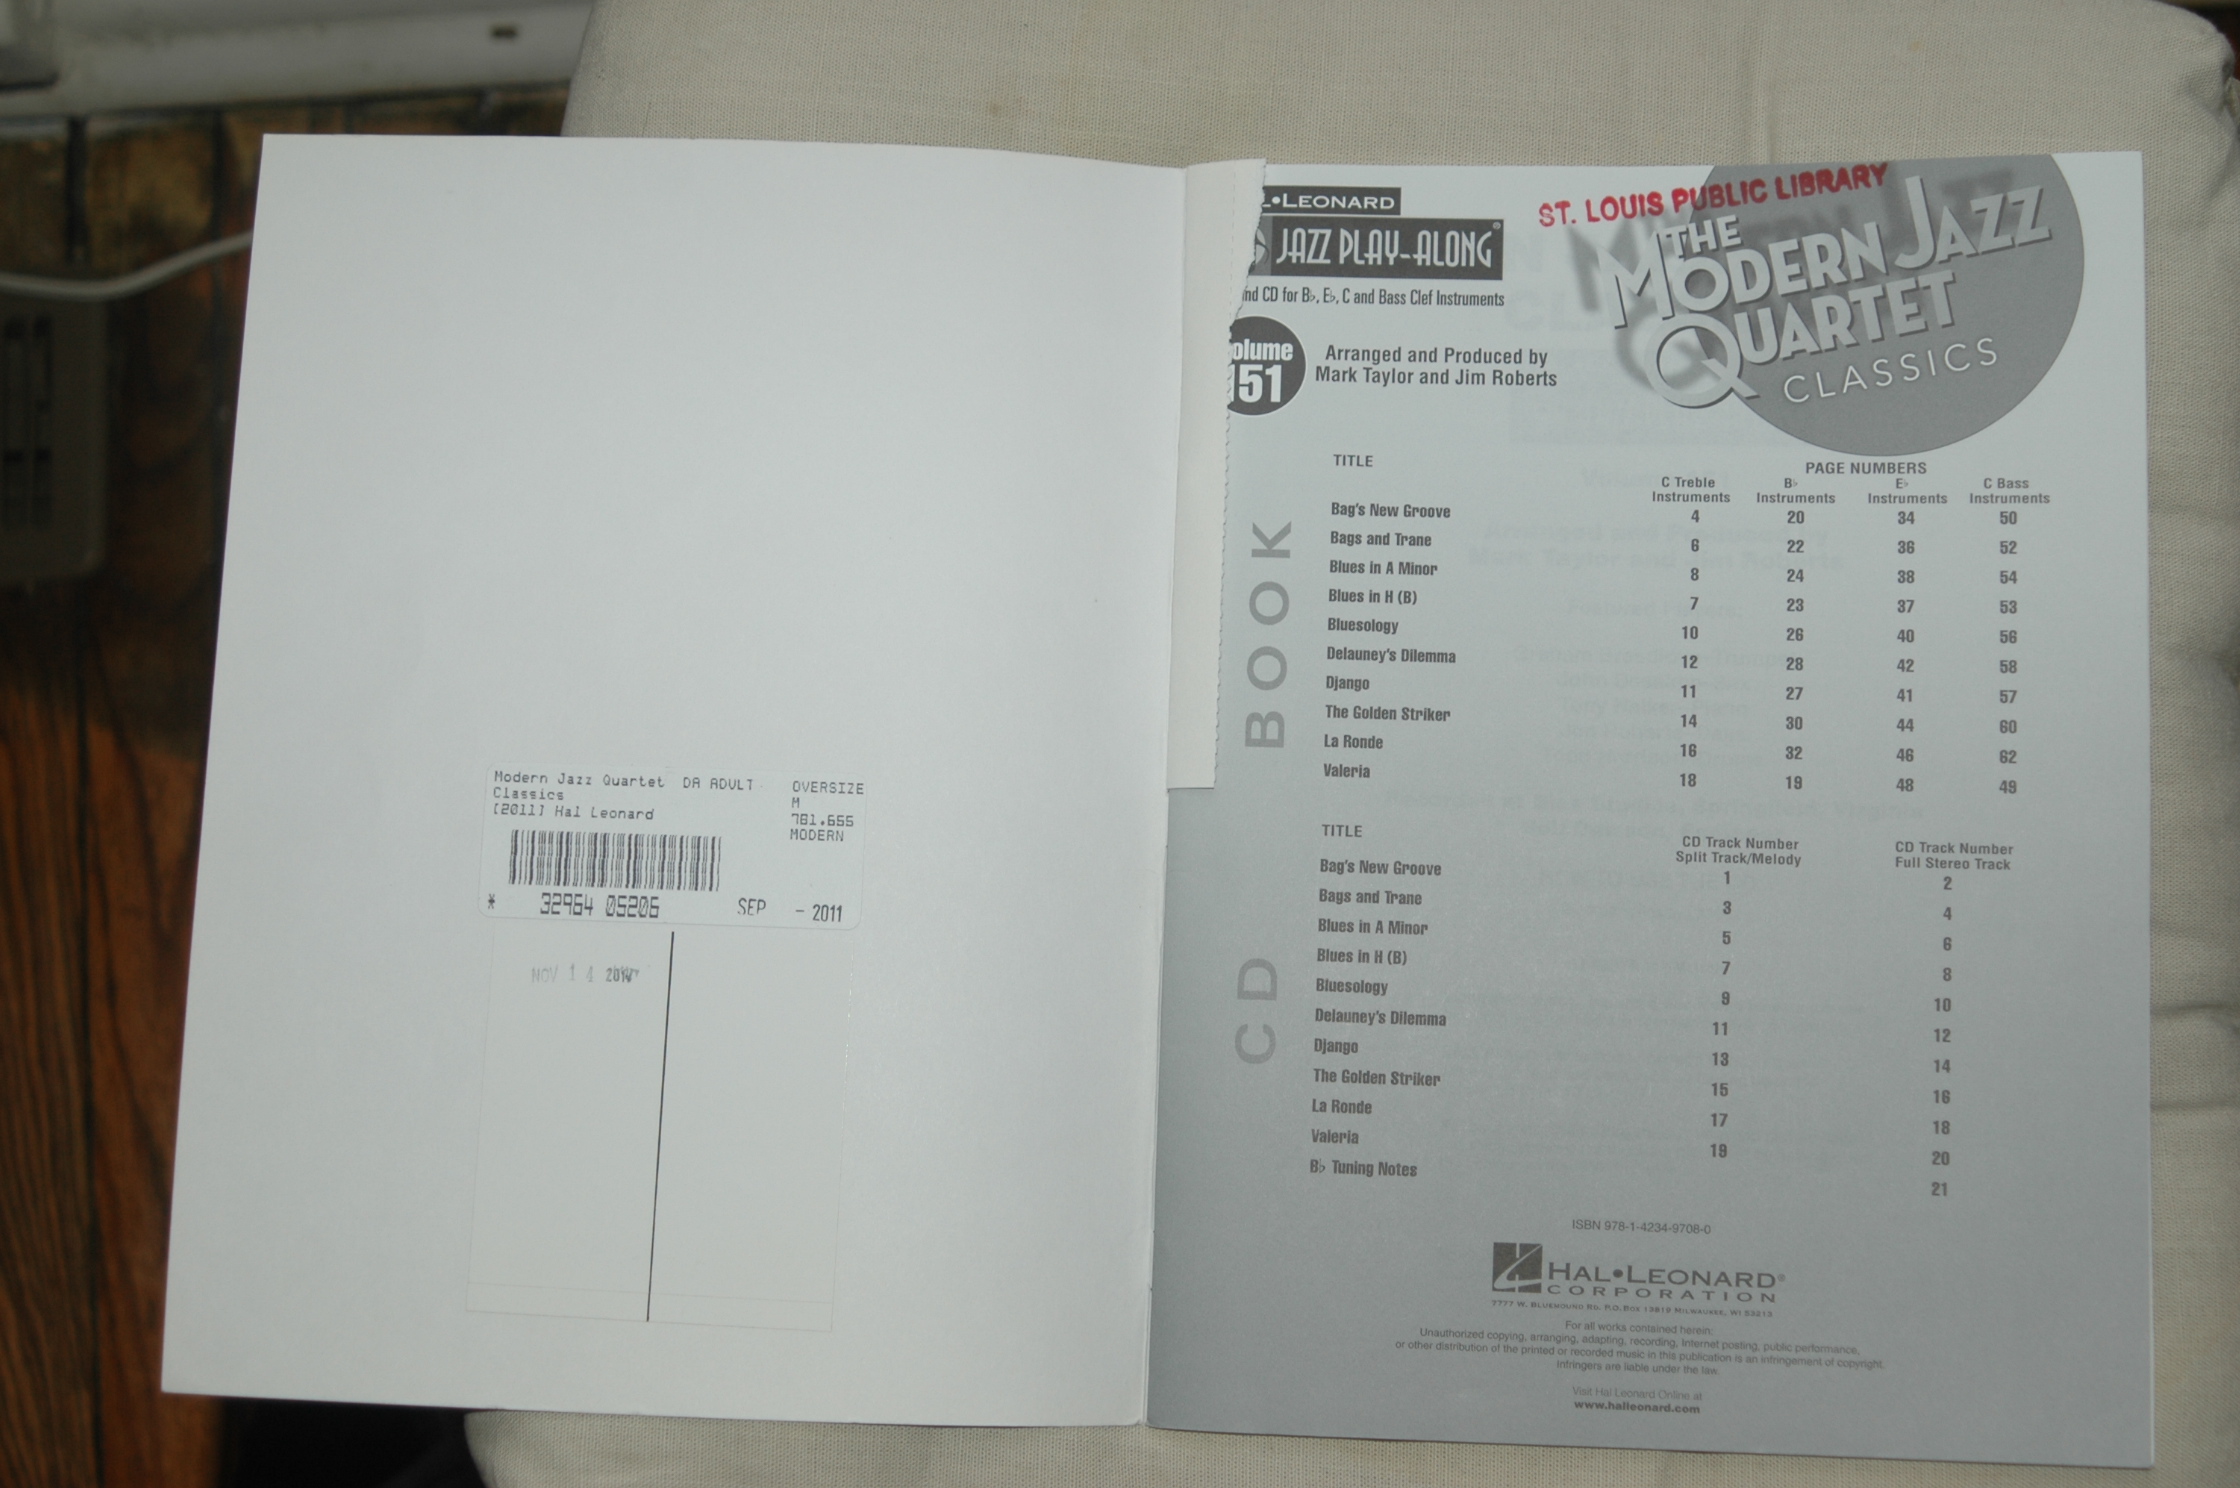 Modern Jazz Quartet DA ADULT OVERSIZE
Classics M
[2011] Hal Leonard 781.655
MODERN
* 32964 05206 SEP - 2011
NOV 14
ST. LOUIS PUBLIC LIBRARY
L•LEONARD
JAZZ PLAY-ALONG®
nd CD for B♭, E♭, C and Bass Clef Instruments
olume
151
Arranged and Produced by
Mark Taylor and Jim Roberts
THE
MODERN JAZZ
QUARTET
CLASSICS
BOOK
TITLE PAGE NUMBERS
C Treble Instruments B♭ Instruments E♭ Instruments C Bass Instruments
Bag's New Groove 4 20 34 50
Bags and Trane 6 22 36 52
Blues in A Minor 8 24 38 54
Blues in H (B) 7 23 37 53
Bluesology 10 26 40 56
Delauney's Dilemma 12 28 42 58
Django 11 27 41 57
The Golden Striker 14 30 44 60
La Ronde 16 32 46 62
Valeria 18 19 48 49
CD
TITLE CD Track Number Split Track/Melody CD Track Number Full Stereo Track
Bag's New Groove 1 2
Bags and Trane 3 4
Blues in A Minor 5 6
Blues in H (B) 7 8
Bluesology 9 10
Delauney's Dilemma 11 12
Django 13 14
The Golden Striker 15 16
La Ronde 17 18
Valeria 19 20
B♭ Tuning Notes 21
ISBN 978-1-4234-9708-0
HAL•LEONARD®
CORPORATION
7777 W. BLUEMOUND RD. P.O. BOX 13819 MILWAUKEE, WI 53213
For all works contained herein:
Unauthorized copying, arranging, adapting, recording, Internet posting, public performance,
or other distribution of the printed or recorded music in this publication is an infringement of copyright.
Infringers are liable under the law.
Visit Hal Leonard Online at
www.halleonard.com